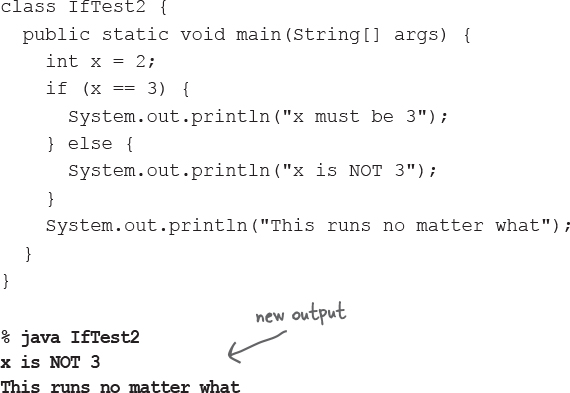 class IfTest2 {
  public static void main(String[] args) {
    int x = 2;
    if (x == 3) {
      System.out.println("x must be 3");
    } else {
      System.out.println("x is NOT 3");
    }
    System.out.println("This runs no matter what");
  }
}
new output
% java IfTest2
x is NOT 3
This runs no matter what